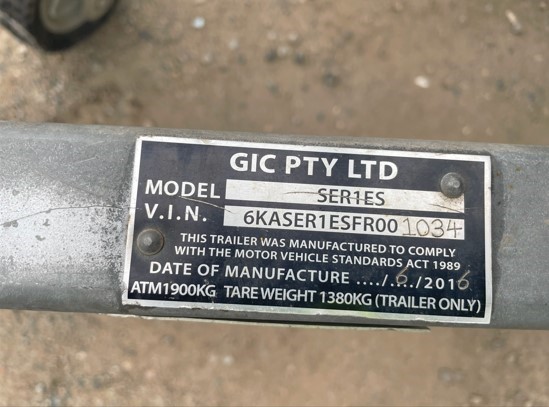 GIC PTY LTD
MODEL SER1ES
V.I.N. 6KASER1ESFR001034
THIS TRAILER WAS MANUFACTURED TO COMPLY
WITH THE MOTOR VEHICLE STANDARDS ACT 1989
DATE OF MANUFACTURE ..../6./2016
ATM1900KG TARE WEIGHT 1380KG (TRAILER ONLY)